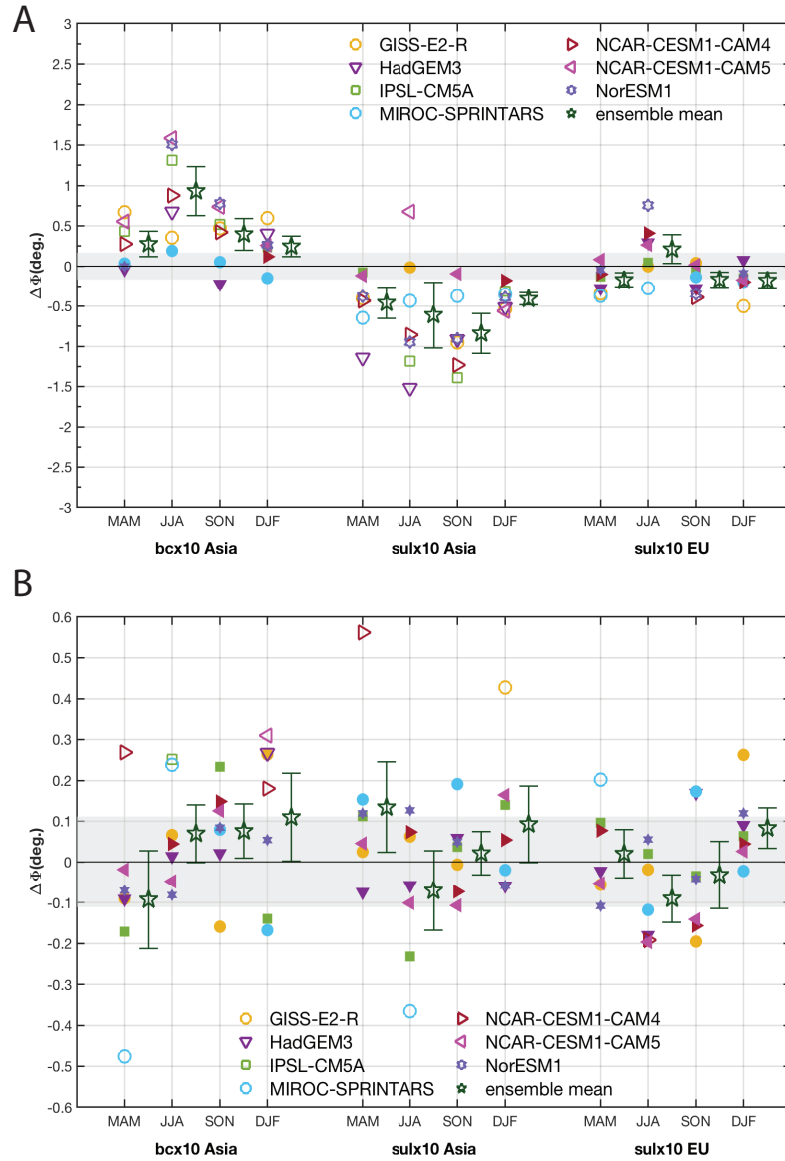 A
3
2.5
2
1.5
1
0.5
0
-0.5
-1
-1.5
-2
-2.5
-3
ΔΦ(deg.)
GISS-E2-R
HadGEM3
IPSL-CM5A
MIROC-SPRINTARS
NCAR-CESM1-CAM4
NCAR-CESM1-CAM5
NorESM1
ensemble mean
MAM JJA SON DJF MAM JJA SON DJF MAM JJA SON DJF
bcx10 Asia sulx10 Asia sulx10 EU
B
0.6
0.5
0.4
0.3
0.2
0.1
0
-0.1
-0.2
-0.3
-0.4
-0.5
-0.6
ΔΦ(deg.)
GISS-E2-R
HadGEM3
IPSL-CM5A
MIROC-SPRINTARS
NCAR-CESM1-CAM4
NCAR-CESM1-CAM5
NorESM1
ensemble mean
MAM JJA SON DJF MAM JJA SON DJF MAM JJA SON DJF
bcx10 Asia sulx10 Asia sulx10 EU